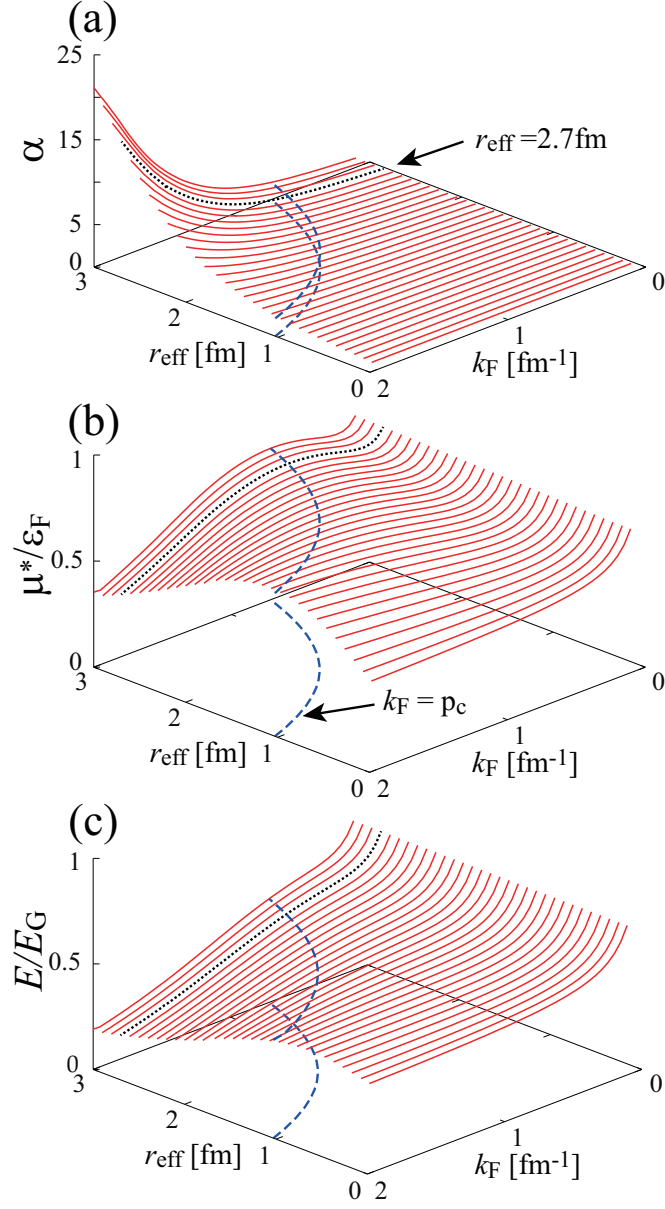 (a)
25
15
α
5
0
3
2
r_eff [fm]
1
0
2
k_F [fm⁻¹]
1
0
r_eff =2.7fm
(b)
1
μ*/ε_F
0.5
0
3
2
r_eff [fm]
1
0
2
k_F [fm⁻¹]
1
0
k_F = p_c
(c)
1
E/E_G
0.5
0
3
2
r_eff [fm]
1
0
2
k_F [fm⁻¹]
1
0